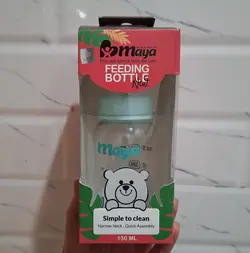 maya
FEEDING
BOTTLE
New
maya
Simple to clean
Narrow Neck , Quick Assembly
150 ML